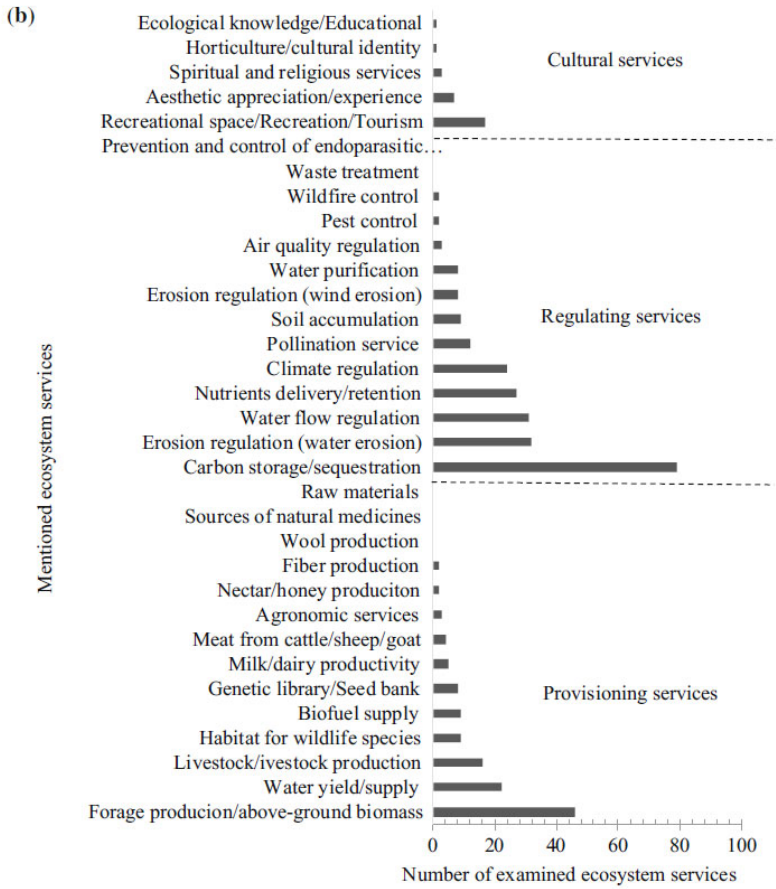 (b)
Ecological knowledge/Educational
Horticulture/cultural identity
Spiritual and religious services
Aesthetic appreciation/experience
Recreational space/Recreation/Tourism
Cultural services
Prevention and control of endoparasitic…
Waste treatment
Wildfire control
Pest control
Air quality regulation
Water purification
Erosion regulation (wind erosion)
Soil accumulation
Regulating services
Pollination service
Climate regulation
Nutrients delivery/retention
Water flow regulation
Erosion regulation (water erosion)
Carbon storage/sequestration
Raw materials
Sources of natural medicines
Wool production
Fiber production
Nectar/honey produciton
Agronomic services
Meat from cattle/sheep/goat
Milk/dairy productivity
Genetic library/Seed bank
Provisioning services
Biofuel supply
Habitat for wildlife species
Livestock/ivestock production
Water yield/supply
Forage producion/above-ground biomass
Mentioned ecosystem services
0 20 40 60 80 100
Number of examined ecosystem services